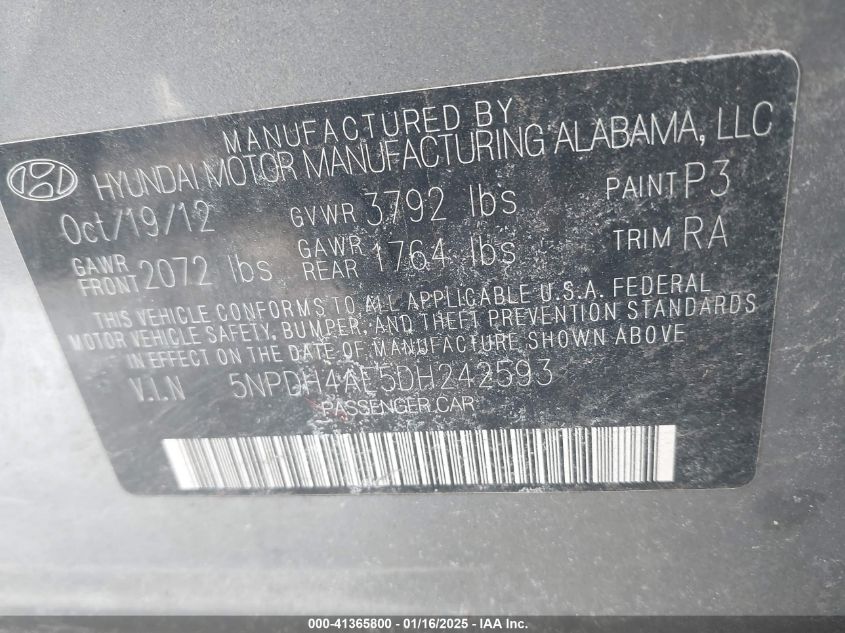 MANUFACTURED BY
HYUNDAI MOTOR MANUFACTURING ALABAMA, LLC
Oct/19/12 GVWR 3792 lbs PAINT P3
GAWR FRONT 2072 lbs GAWR REAR 1764 lbs TRIM RA
THIS VEHICLE CONFORMS TO ALL APPLICABLE U.S.A. FEDERAL
MOTOR VEHICLE SAFETY, BUMPER, AND THEFT PREVENTION STANDARDS
IN EFFECT ON THE DATE OF MANUFACTURE SHOWN ABOVE
V.I.N 5NPDH4AE5DH242593
PASSENGER CAR
000-41365800 - 01/16/2025 - IAA Inc.